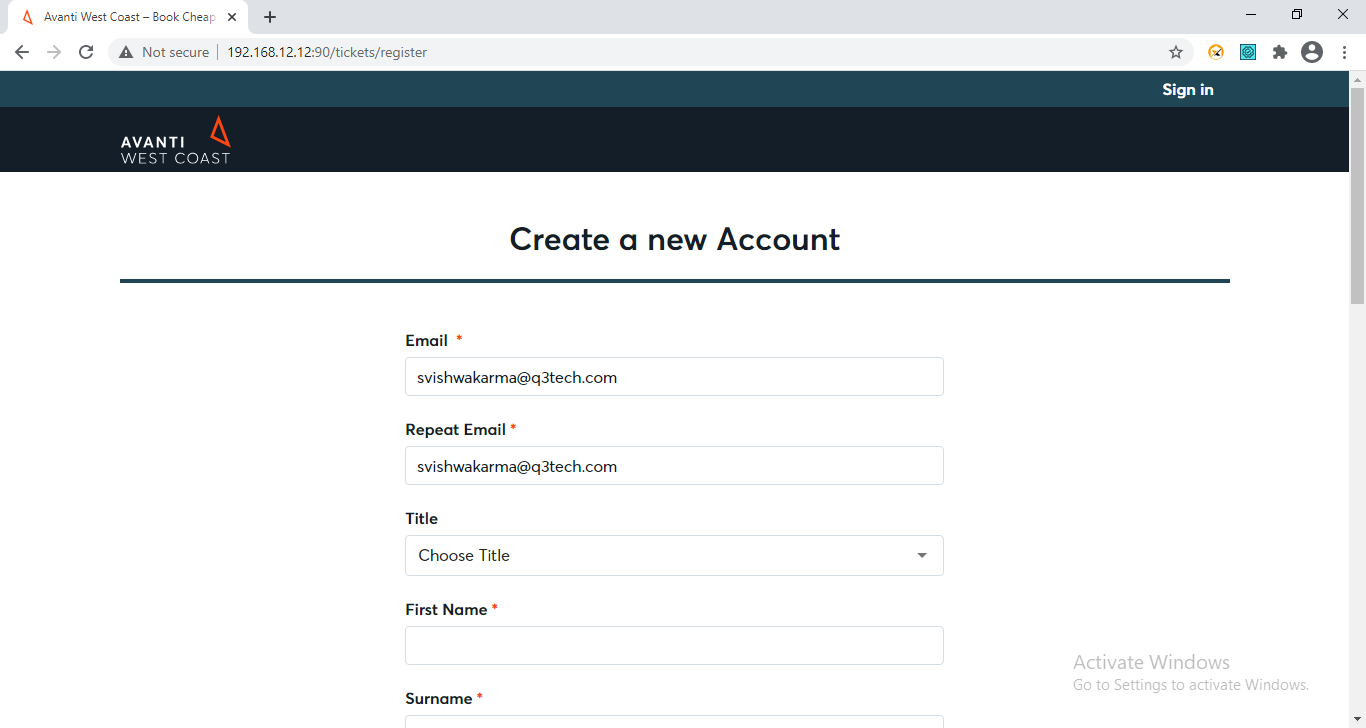 Avanti West Coast – Book Cheap
Not secure
192.168.12.12:90/tickets/register
Sign in
AVANTI
WEST COAST
Create a new Account
Email *
svishwakarma@q3tech.com
Repeat Email *
svishwakarma@q3tech.com
Title
Choose Title
First Name *
Surname *
Activate Windows
Go to Settings to activate Windows.